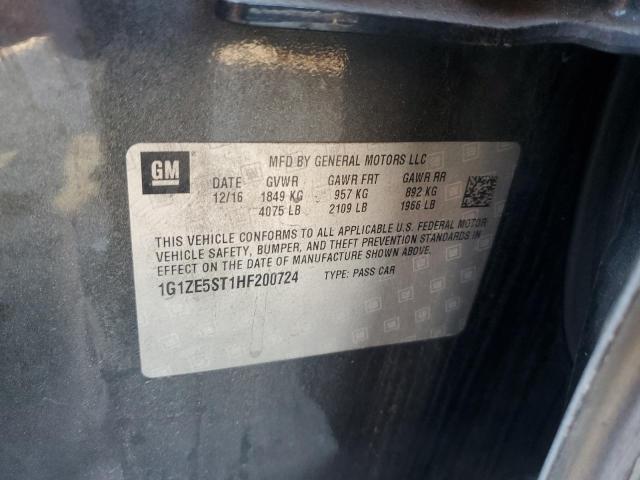 GM
MFD BY GENERAL MOTORS LLC
DATE GVWR GAWR FRT GAWR RR
12/16 1849 KG 957 KG 892 KG
4075 LB 2109 LB 1966 LB
THIS VEHICLE CONFORMS TO ALL APPLICABLE U.S. FEDERAL MOTOR
VEHICLE SAFETY, BUMPER, AND THEFT PREVENTION STANDARDS IN
EFFECT ON THE DATE OF MANUFACTURE SHOWN ABOVE.
1G1ZE5ST1HF200724 TYPE: PASS CAR